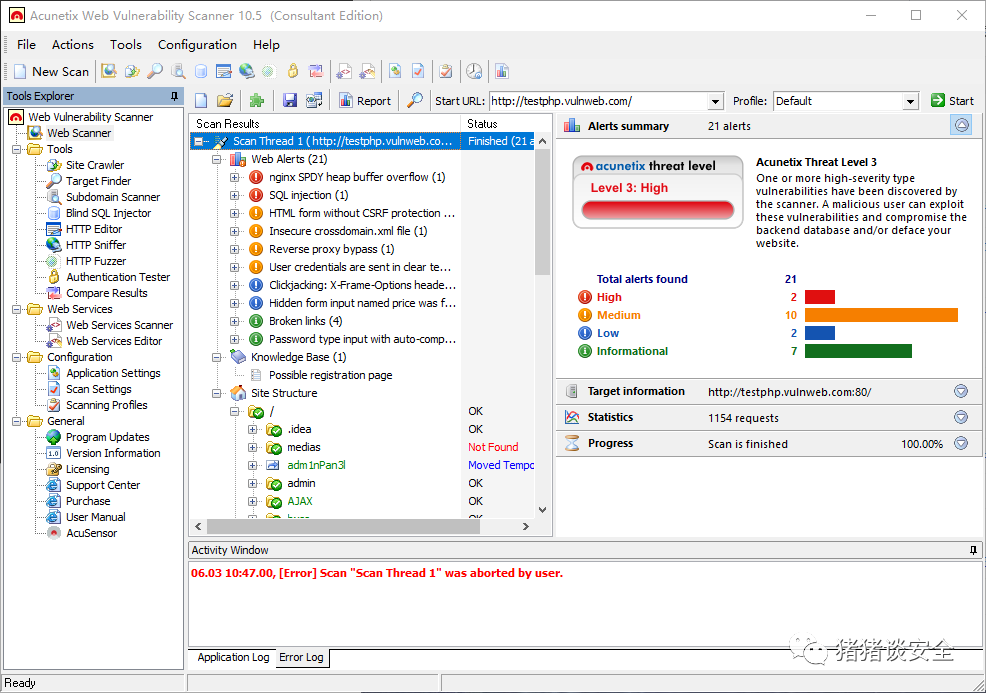 Acunetix Web Vulnerability Scanner 10.5 (Consultant Edition)
File Actions Tools Configuration Help
New Scan
Tools Explorer
Web Vulnerability Scanner
Web Scanner
Tools
Site Crawler
Target Finder
Subdomain Scanner
Blind SQL Injector
HTTP Editor
HTTP Sniffer
HTTP Fuzzer
Authentication Tester
Compare Results
Web Services
Web Services Scanner
Web Services Editor
Configuration
Application Settings
Scan Settings
Scanning Profiles
General
Program Updates
1.0 Version Information
Licensing
Support Center
Purchase
User Manual
AcuSensor
Report Start URL: http://testphp.vulnweb.com/ Profile: Default Start
Scan Results Status
Scan Thread 1 ( http://testphp.vulnweb.co... Finished (21 a
Web Alerts (21)
nginx SPDY heap buffer overflow (1)
SQL injection (1)
HTML form without CSRF protection ...
Insecure crossdomain.xml file (1)
Reverse proxy bypass (1)
User credentials are sent in clear te...
Clickjacking: X-Frame-Options heade...
Hidden form input named price was f...
Broken links (4)
Password type input with auto-comp...
Knowledge Base (1)
Possible registration page
Site Structure
/ OK
.idea OK
medias Not Found
adm1nPan3l Moved Tempo
admin OK
AJAX OK
Alerts summary 21 alerts
acunetix threat level
Level 3: High
Acunetix Threat Level 3
One or more high-severity type
vulnerabilities have been discovered by
the scanner. A malicious user can exploit
these vulnerabilities and compromise the
backend database and/or deface your
website.
Total alerts found 21
High 2
Medium 10
Low 2
Informational 7
Target information http://testphp.vulnweb.com:80/
Statistics 1154 requests
Progress Scan is finished 100.00%
Activity Window
06.03 10:47.00, [Error] Scan "Scan Thread 1" was aborted by user.
Application Log Error Log
猪猪谈安全
Ready